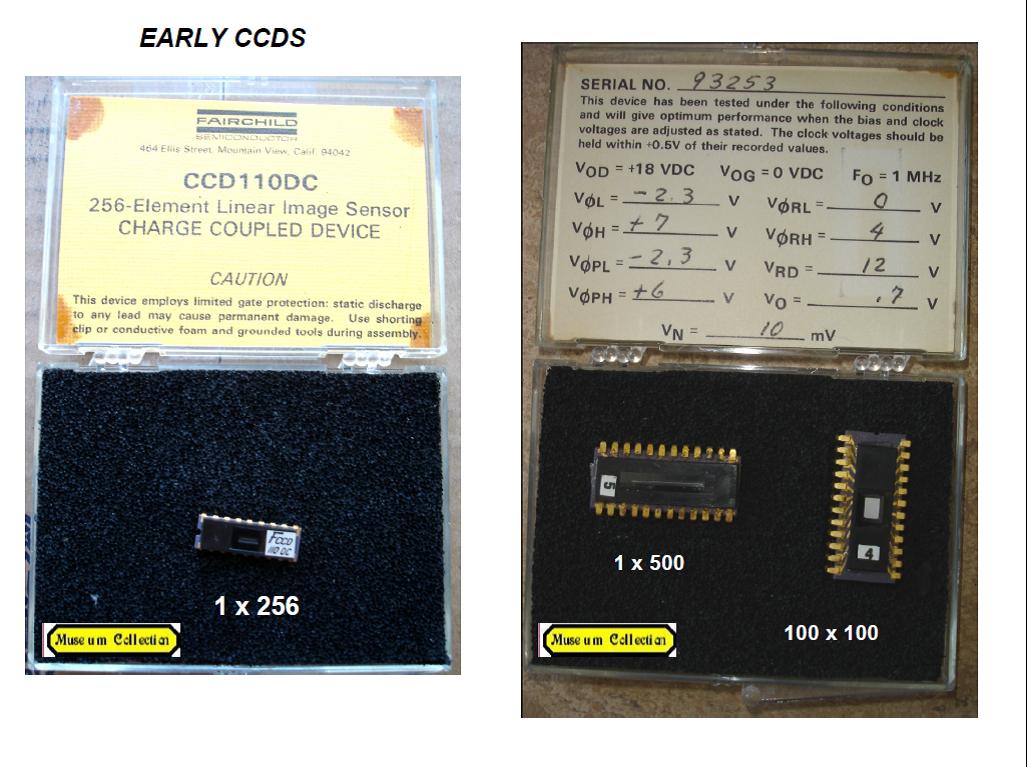 EARLY CCDS
FAIRCHILD
SEMICONDUCTOR
464 Ellis Street, Mountain View, Calif. 94042
CCD110DC
256-Element Linear Image Sensor
CHARGE COUPLED DEVICE
CAUTION
This device employs limited gate protection: static discharge
to any lead may cause permanent damage. Use shorting
clip or conductive foam and grounded tools during assembly.
FCCD
110 DC
1 x 256
Museum Collection
SERIAL NO. 93253
This device has been tested under the following conditions
and will give optimum performance when the bias and clock
voltages are adjusted as stated. The clock voltages should be
held within +0.5V of their recorded values.
VOD = +18 VDC VOG = 0 VDC FO = 1 MHz
VØL = -2.3 V VØRL = 0 V
VØH = +7 V VØRH = 4 V
VØPL = -2.3 V VRD = 12 V
VØPH = +6 V VO = .7 V
VN = 10 mV
5
1 x 500
4
100 x 100
Museum Collection